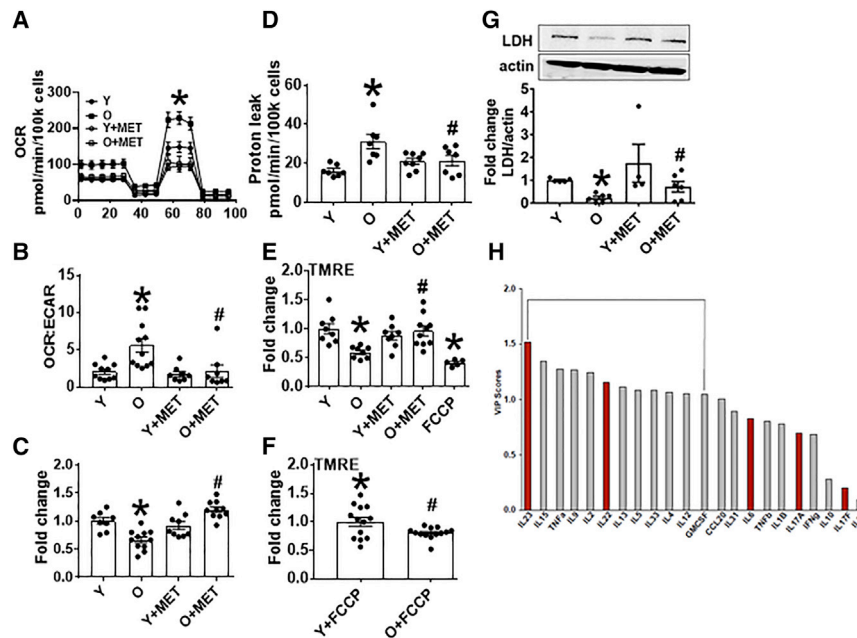 A
OCR
pmol/min/100k cells
300
200
100
0
Y
O
Y+MET
O+MET
*
0 20 40 60 80 100
D
Proton leak
pmol/min/100k cells
60
40
20
0
*
#
Y
O
Y+MET
O+MET
G
LDH
actin
Fold change
LDH/actin
6
4
2
0
*
#
Y
O
Y+MET
O+MET
B
OCR:ECAR
15
10
5
0
*
#
Y
O
Y+MET
O+MET
E
TMRE
Fold change
2.0
1.5
1.0
0.5
0.0
*
#
*
Y
O
Y+MET
O+MET
FCCP
H
VIP Scores
1.5
1.0
0.5
0.0
IL23
IL15
TNFa
IL9
IL2
IL22
IL13
IL5
IL33
IL4
IL12
GMCSF
CCL20
IL31
IL6
TNFb
IL1B
IL17A
IFNg
IL10
IL17F
C
Fold change
2.0
1.5
1.0
0.5
0.0
*
#
Y
O
Y+MET
O+MET
F
TMRE
Fold change
2.0
1.5
1.0
0.5
0.0
*
#
Y+FCCP
O+FCCP